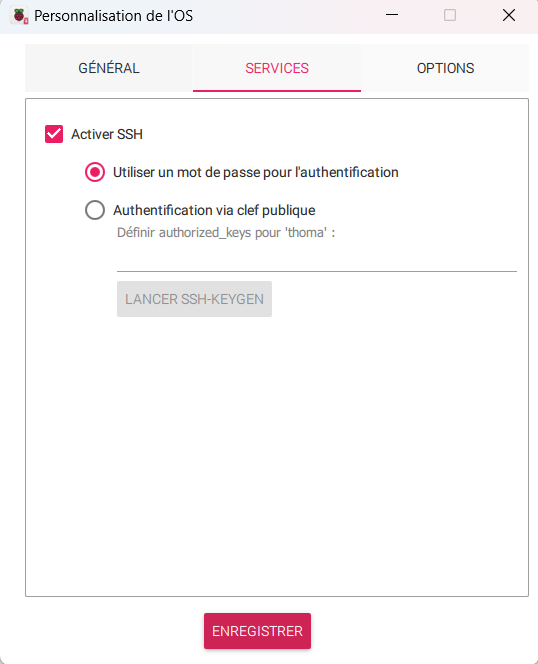 Personnalisation de l'OS
GÉNÉRAL
SERVICES
OPTIONS
Activer SSH
Utiliser un mot de passe pour l'authentification
Authentification via clef publique
Définir authorized_keys pour 'thoma' :
LANCER SSH-KEYGEN
ENREGISTRER